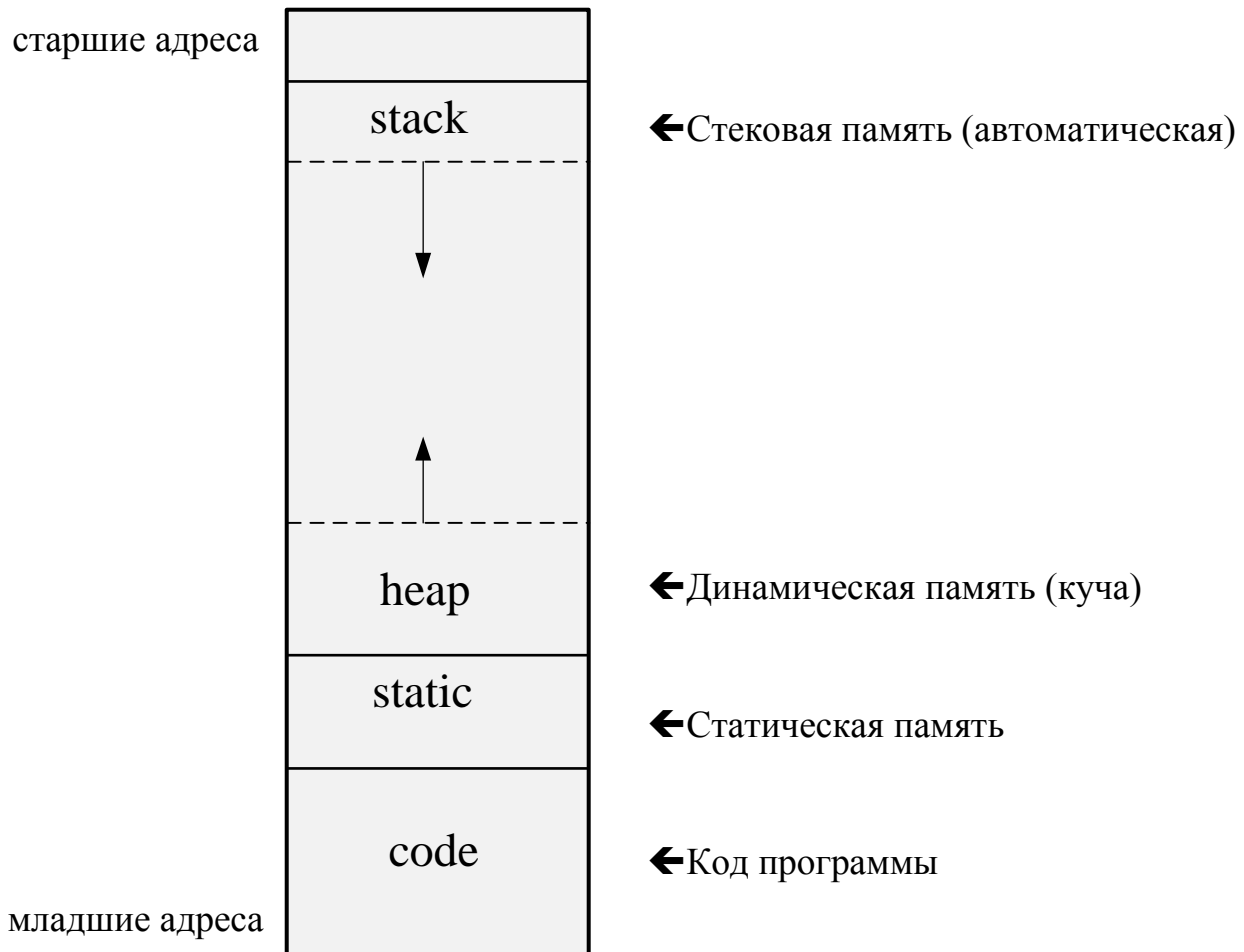 старшие адреса
stack
🡸Стековая память (автоматическая)
heap
🡸Динамическая память (куча)
static
🡸Статическая память
code
🡸Код программы
младшие адреса